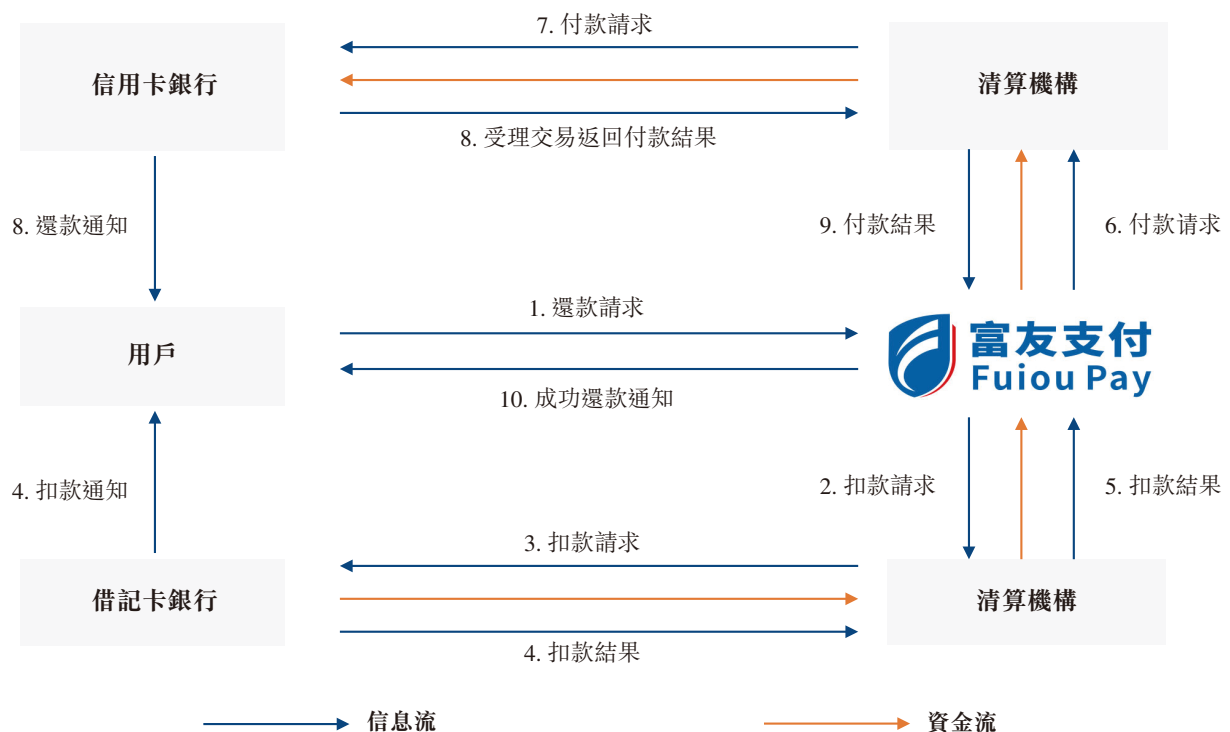 7. 付款請求
信用卡銀行
清算機構
8. 受理交易返回付款結果
8. 還款通知
9. 付款結果
6. 付款请求
1. 還款請求
用戶
富友支付
Fuiou Pay
10. 成功還款通知
4. 扣款通知
2. 扣款請求
5. 扣款結果
3. 扣款請求
借記卡銀行
清算機構
4. 扣款結果
信息流
資金流